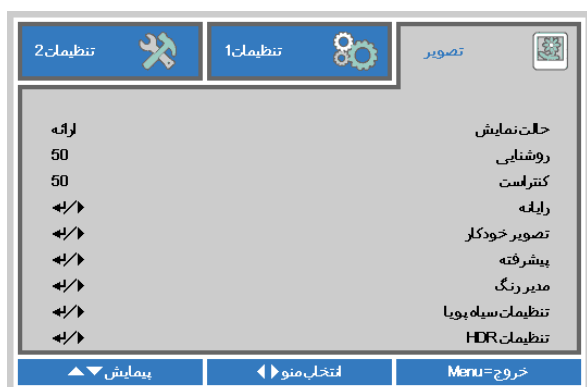 تصویر تنظیمات1 تنظیمات2
حالت نمایش ارائه
روشنایی 50
کنتراست 50
رایانه ↵/▶
تصویر خودکار ↵/▶
پیشرفته ↵/▶
مدیر رنگ ↵/▶
تنظیمات سیاه پویا ↵/▶
تنظیمات HDR ↵/▶
خروج=Menu انتخاب منو ◀▶ پیمایش ▼▲